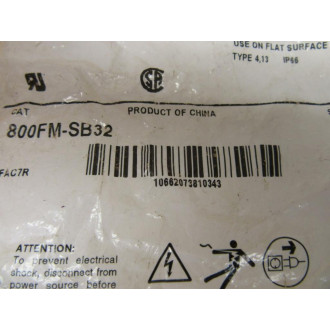 USE ON FLAT SURFACE
TYPE 4,13 IP66
CAT
PRODUCT OF CHINA
800FM-SB32
FAC7R
10662073810343
ATTENTION:
To prevent electrical
shock, disconnect from
power source before